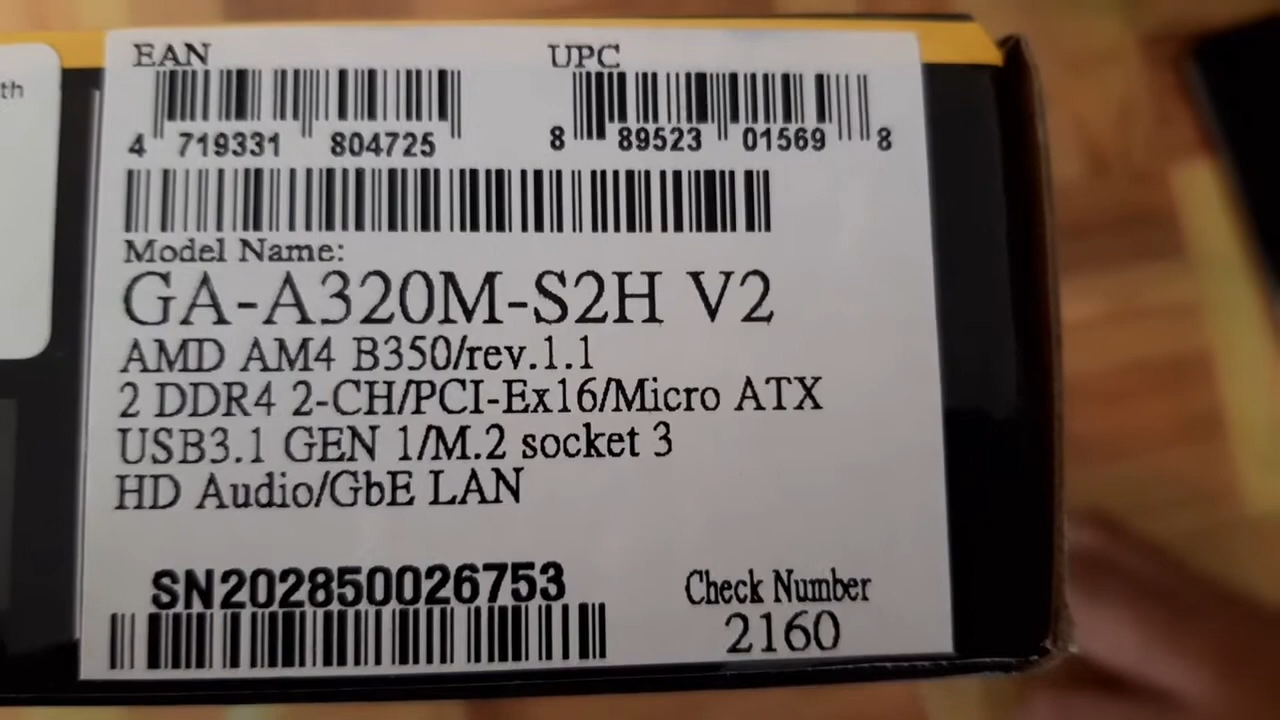 th
EAN UPC
4 719331 804725 8 89523 01569 8
Model Name:
GA-A320M-S2H V2
AMD AM4 B350/rev.1.1
2 DDR4 2-CH/PCI-Ex16/Micro ATX
USB3.1 GEN 1/M.2 socket 3
HD Audio/GbE LAN
SN202850026753 Check Number
2160